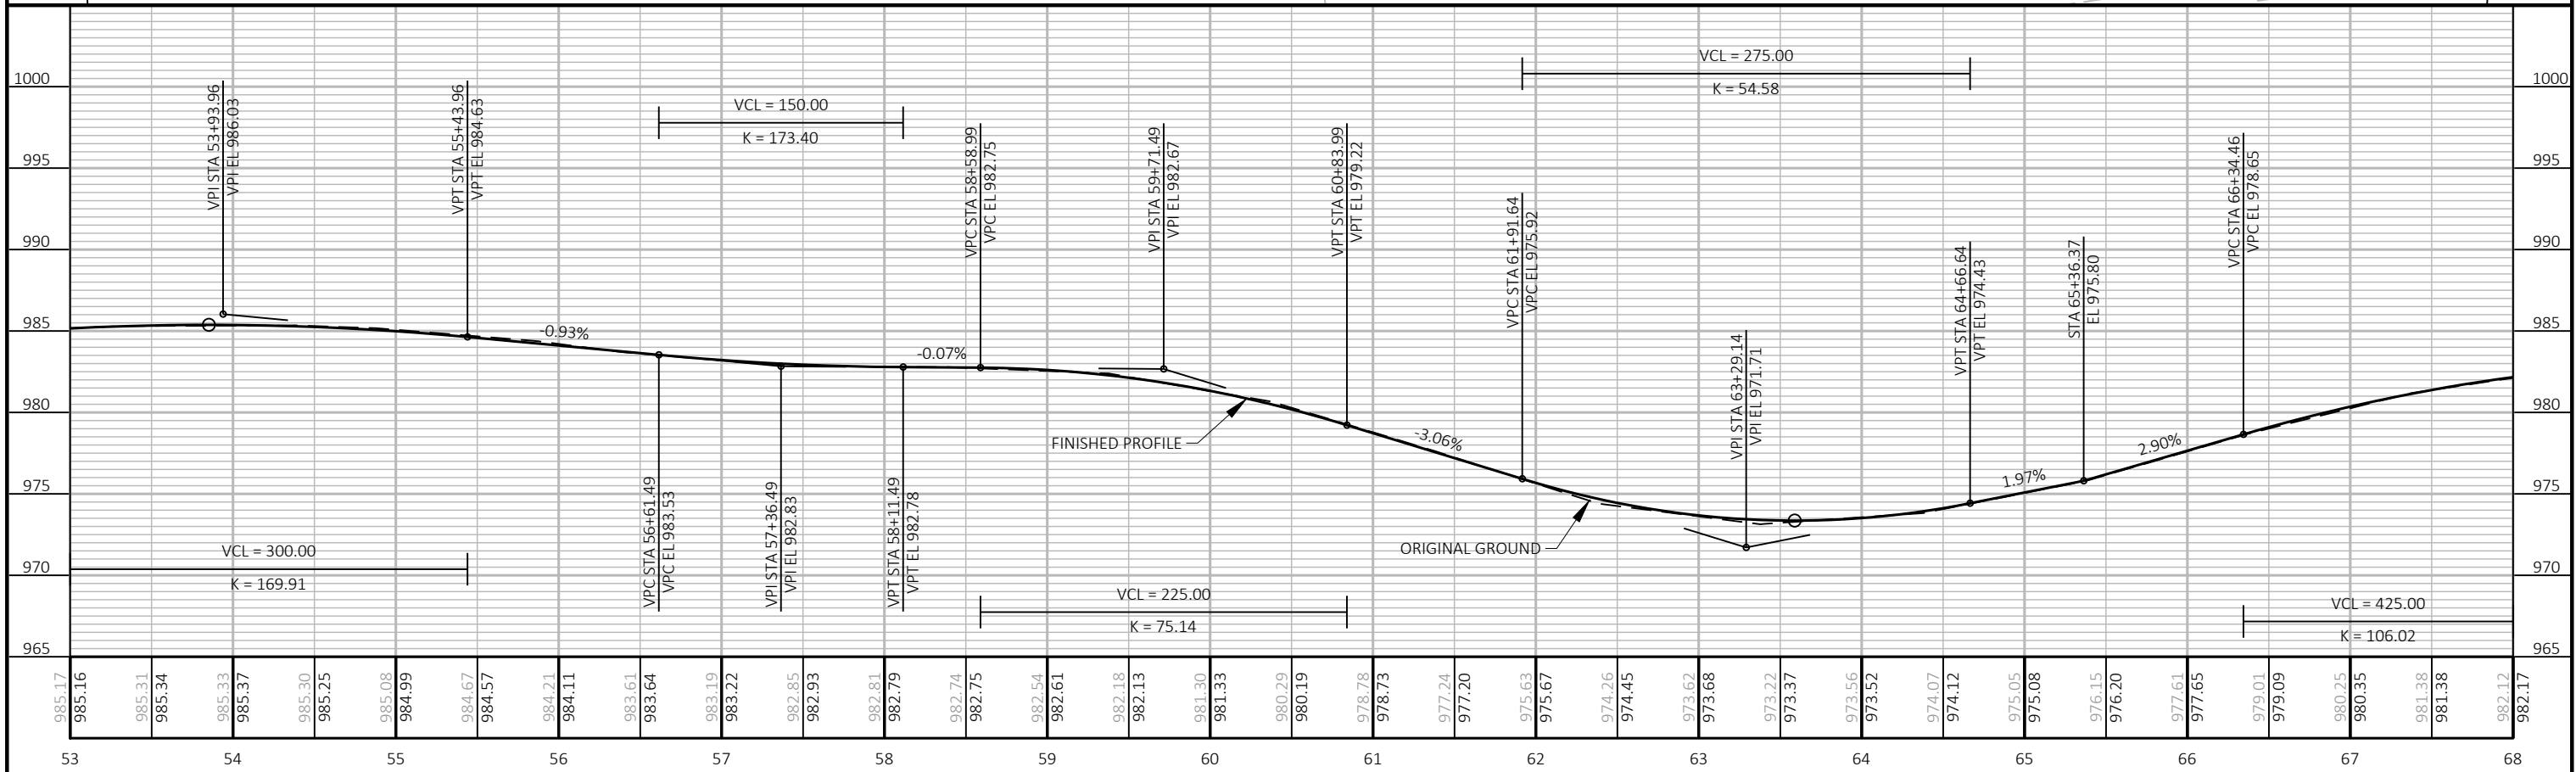 VCL = 275.00
K = 54.58
1000
1000
VCL = 150.00
K = 173.40
995
995
990
990
985
985
980
980
975
975
970
970
965
965
VPI STA 53+93.96
VPI EL 986.03
VPT STA 55+43.96
VPT EL 984.63
VPC STA 58+58.99
VPC EL 982.75
VPI STA 59+71.49
VPI EL 982.67
VPT STA 60+83.99
VPT EL 979.22
VPC STA 61+91.64
VPC EL 975.92
VPI STA 63+29.14
VPI EL 971.71
VPT STA 64+66.64
VPT EL 974.43
STA 65+36.37
EL 975.80
VPC STA 66+34.46
VPC EL 978.65
-0.93%
-0.07%
-3.06%
1.97%
2.90%
FINISHED PROFILE
ORIGINAL GROUND
VPC STA 56+61.49
VPC EL 983.53
VPI STA 57+36.49
VPI EL 982.83
VPT STA 58+11.49
VPT EL 982.78
VCL = 300.00
K = 169.91
VCL = 225.00
K = 75.14
VCL = 425.00
K = 106.02
985.17
985.16
985.31
985.34
985.33
985.37
985.30
985.25
985.08
984.99
984.67
984.57
984.21
984.11
983.61
983.64
983.19
983.22
982.85
982.93
982.81
982.79
982.74
982.75
982.54
982.61
982.18
982.13
981.30
981.33
980.29
980.19
978.78
978.73
977.24
977.20
975.63
975.67
974.26
974.45
973.62
973.68
973.22
973.37
973.56
973.52
974.07
974.12
975.05
975.08
976.15
976.20
977.61
977.65
979.01
979.09
980.25
980.35
981.38
981.38
982.12
982.17
53
54
55
56
57
58
59
60
61
62
63
64
65
66
67
68